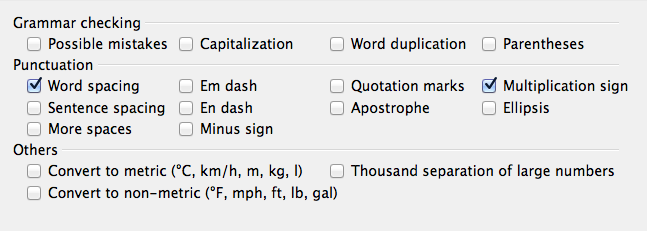 Grammar checking
Possible mistakes Capitalization Word duplication Parentheses
Punctuation
Word spacing Em dash Quotation marks Multiplication sign
Sentence spacing En dash Apostrophe Ellipsis
More spaces Minus sign
Others
Convert to metric (°C, km/h, m, kg, l) Thousand separation of large numbers
Convert to non-metric (°F, mph, ft, lb, gal)